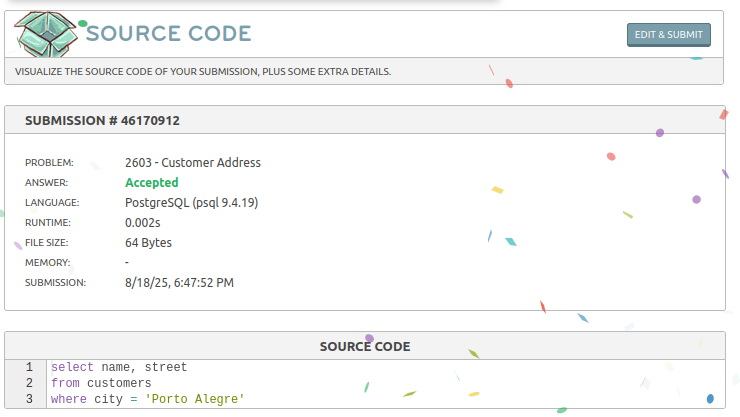 SOURCE CODE
EDIT & SUBMIT
VISUALIZE THE SOURCE CODE OF YOUR SUBMISSION, PLUS SOME EXTRA DETAILS.
SUBMISSION # 46170912
PROBLEM: 2603 - Customer Address
ANSWER: Accepted
LANGUAGE: PostgreSQL (psql 9.4.19)
RUNTIME: 0.002s
FILE SIZE: 64 Bytes
MEMORY: -
SUBMISSION: 8/18/25, 6:47:52 PM
SOURCE CODE
1 select name, street
2 from customers
3 where city = 'Porto Alegre'